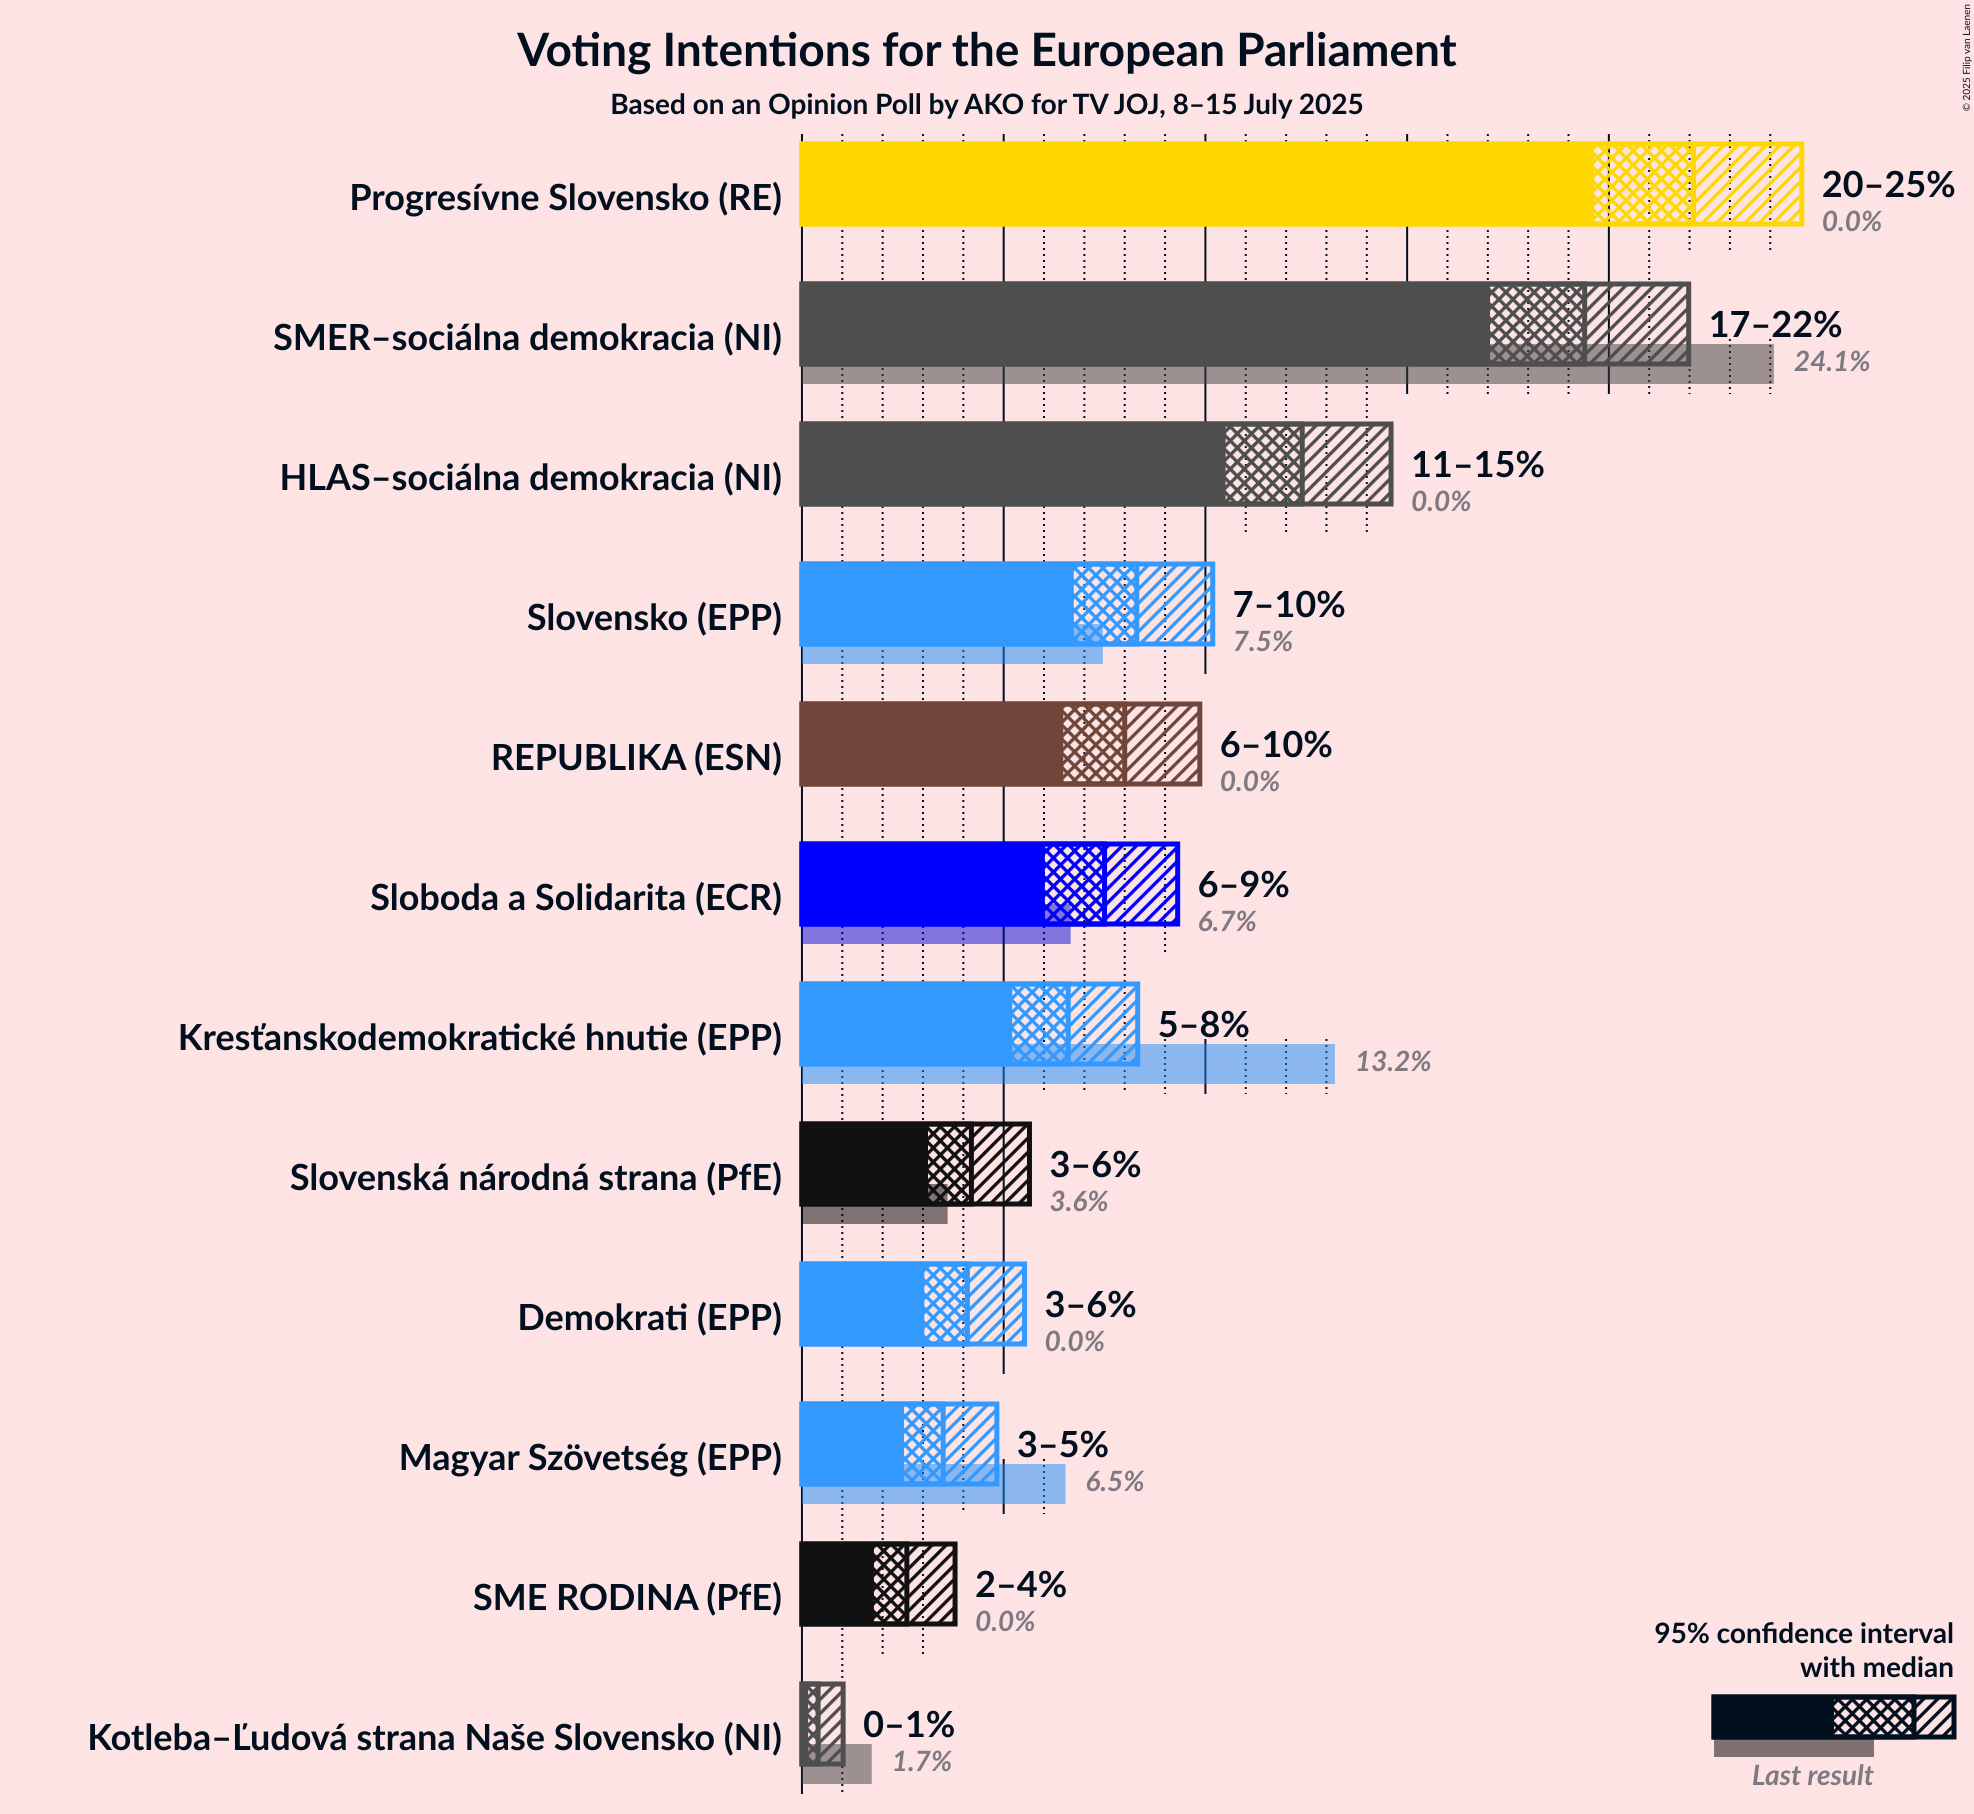 Voting Intentions for the European Parliament
Based on an Opinion Poll by AKO for TV JOJ, 8–15 July 2025
© 2025 Filip van Laenen
Progresívne Slovensko (RE)
20–25%
0.0%
SMER–sociálna demokracia (NI)
17–22%
24.1%
HLAS–sociálna demokracia (NI)
11–15%
0.0%
Slovensko (EPP)
7–10%
7.5%
REPUBLIKA (ESN)
6–10%
0.0%
Sloboda a Solidarita (ECR)
6–9%
6.7%
Kresťanskodemokratické hnutie (EPP)
5–8%
13.2%
Slovenská národná strana (PfE)
3–6%
3.6%
Demokrati (EPP)
3–6%
0.0%
Magyar Szövetség (EPP)
3–5%
6.5%
SME RODINA (PfE)
2–4%
0.0%
Kotleba–Ľudová strana Naše Slovensko (NI)
0–1%
1.7%
95% confidence interval
with median
Last result